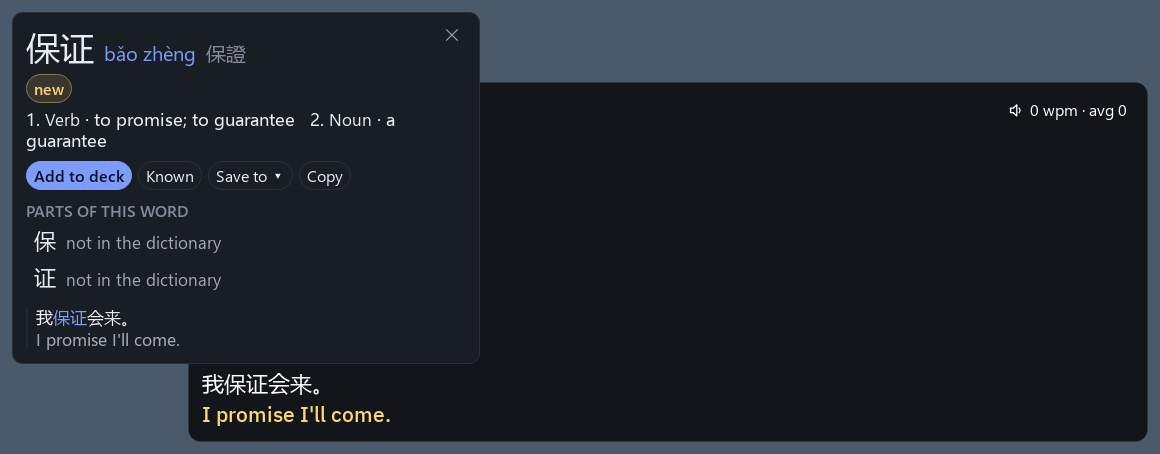 保证 bǎo zhèng 保證
new
1. Verb · to promise; to guarantee 2. Noun · a
guarantee
Add to deck Known Save to ▾ Copy
PARTS OF THIS WORD
保 not in the dictionary
证 not in the dictionary
我保证会来。
I promise I'll come.
0 wpm · avg 0
我保证会来。
I promise I'll come.